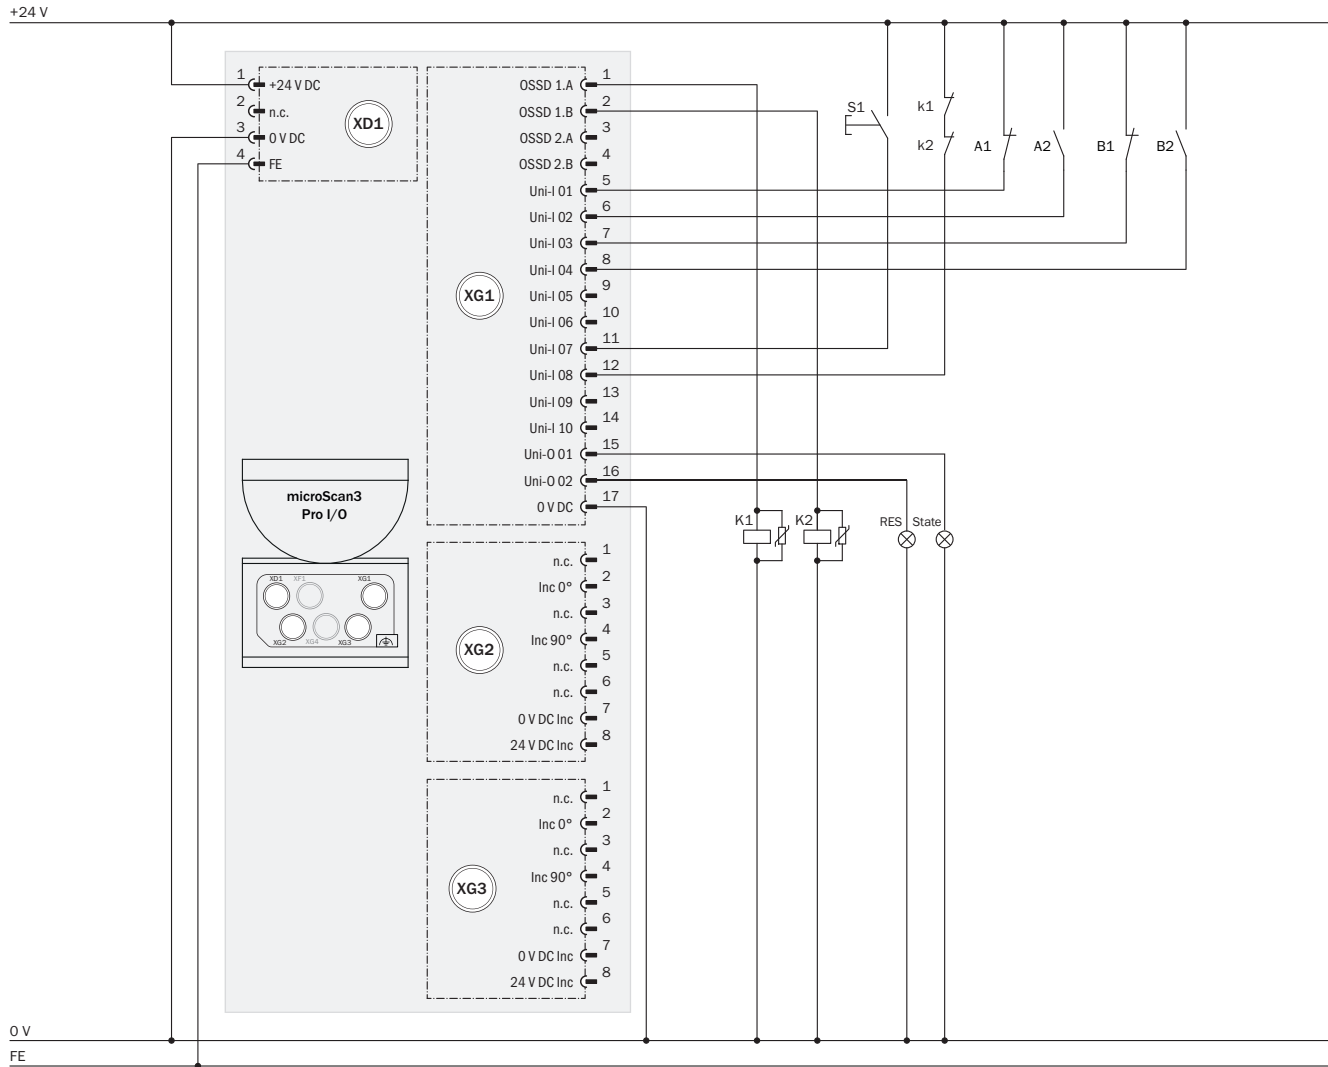 +24 V
1 +24 V DC
2 n.c.
3 0 V DC
4 FE
XD1
OSSD 1.A 1
OSSD 1.B 2
OSSD 2.A 3
OSSD 2.B 4
Uni-I 01 5
Uni-I 02 6
Uni-I 03 7
Uni-I 04 8
Uni-I 05 9
Uni-I 06 10
Uni-I 07 11
Uni-I 08 12
Uni-I 09 13
Uni-I 10 14
Uni-O 01 15
Uni-O 02 16
0 V DC 17
XG1
S1
k1
k2
A1
A2
B1
B2
K1
K2
RES
State
microScan3
Pro I/O
XD1 XF1 XG1
XG2 XG4 XG3
n.c. 1
Inc 0° 2
n.c. 3
Inc 90° 4
n.c. 5
n.c. 6
0 V DC Inc 7
24 V DC Inc 8
XG2
n.c. 1
Inc 0° 2
n.c. 3
Inc 90° 4
n.c. 5
n.c. 6
0 V DC Inc 7
24 V DC Inc 8
XG3
0 V
FE